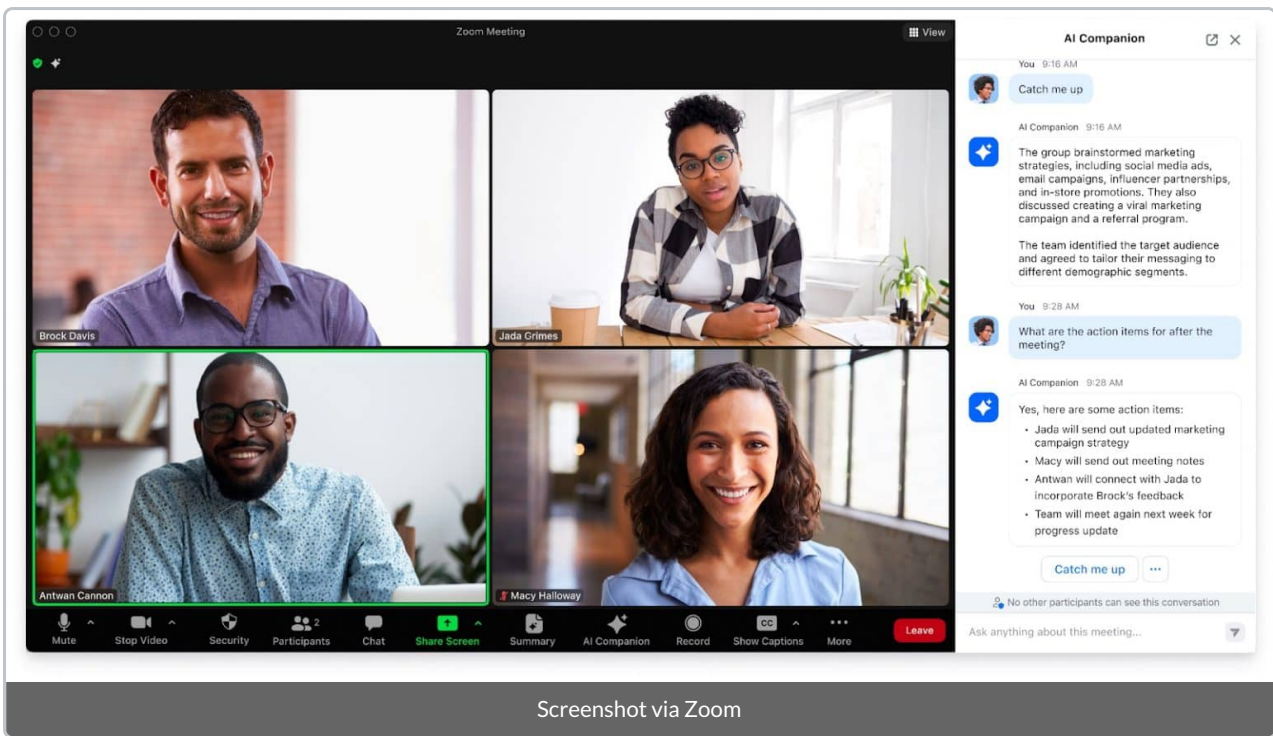 Zoom Meeting
View
Brock Davis
Jada Grimes
Antwan Cannon
Macy Halloway
Mute
Stop Video
Security
Participants
2
Chat
Share Screen
Summary
AI Companion
Record
CC
Show Captions
More
Leave
AI Companion
You 9:16 AM
Catch me up
AI Companion 9:16 AM
The group brainstormed marketing
strategies, including social media ads,
email campaigns, influencer partnerships,
and in-store promotions. They also
discussed creating a viral marketing
campaign and a referral program.
The team identified the target audience
and agreed to tailor their messaging to
different demographic segments.
You 9:28 AM
What are the action items for after the
meeting?
AI Companion 9:28 AM
Yes, here are some action items:
• Jada will send out updated marketing
campaign strategy
• Macy will send out meeting notes
• Antwan will connect with Jada to
incorporate Brock's feedback
• Team will meet again next week for
progress update
Catch me up
No other participants can see this conversation
Ask anything about this meeting...
Screenshot via Zoom